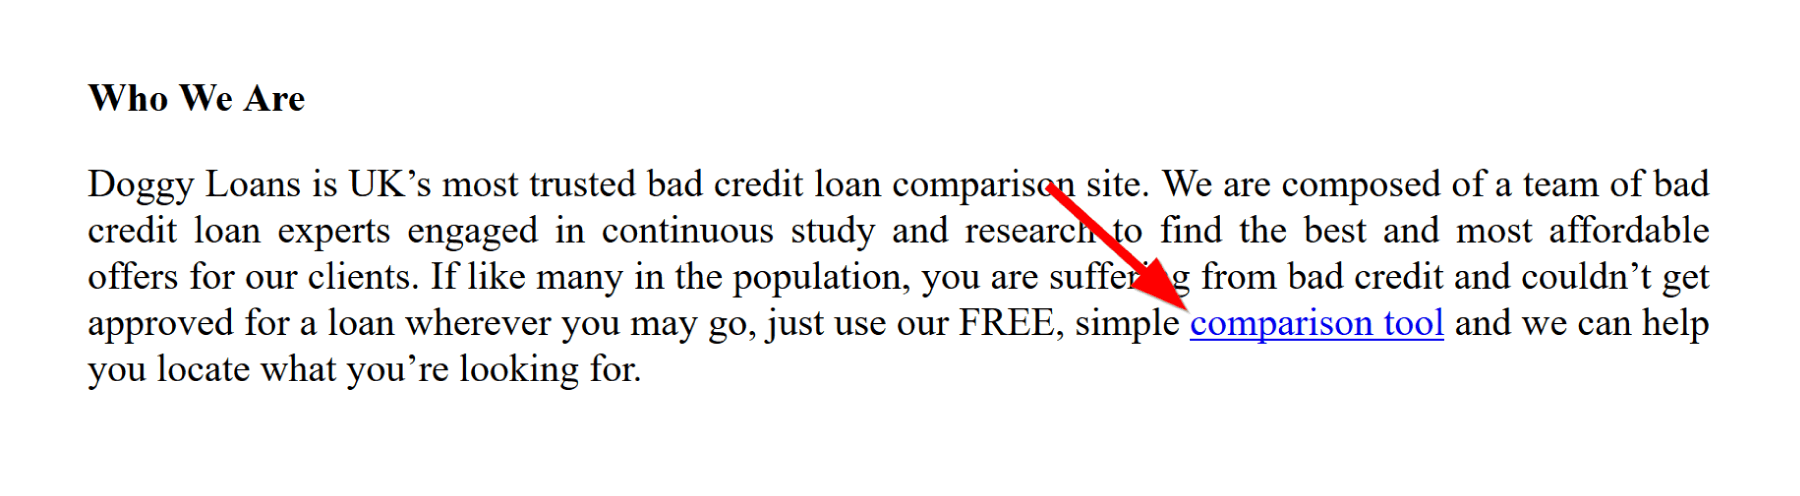 Who We Are
Doggy Loans is UK’s most trusted bad credit loan comparison site. We are composed of a team of bad
credit loan experts engaged in continuous study and research to find the best and most affordable
offers for our clients. If like many in the population, you are suffering from bad credit and couldn’t get
approved for a loan wherever you may go, just use our FREE, simple comparison tool and we can help
you locate what you’re looking for.